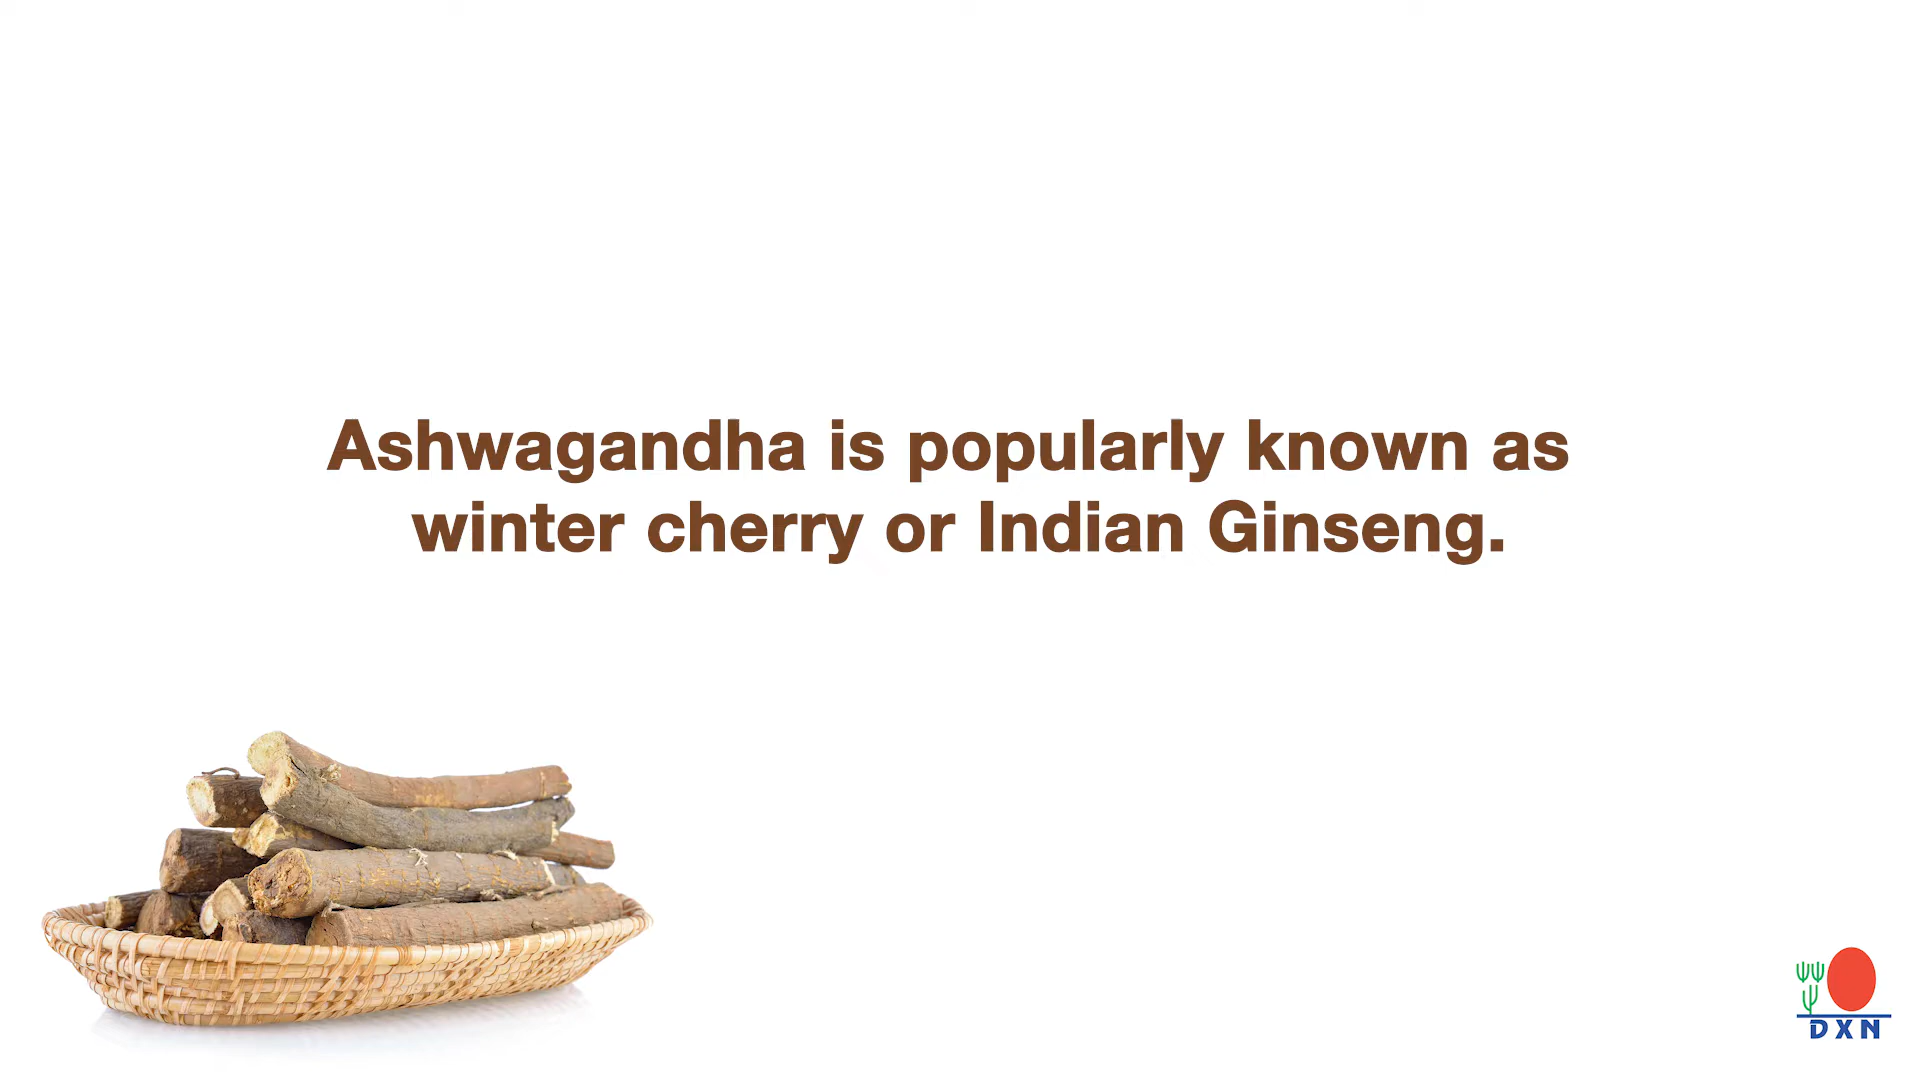 Ashwagandha is popularly known as
winter cherry or Indian Ginseng.
DXN